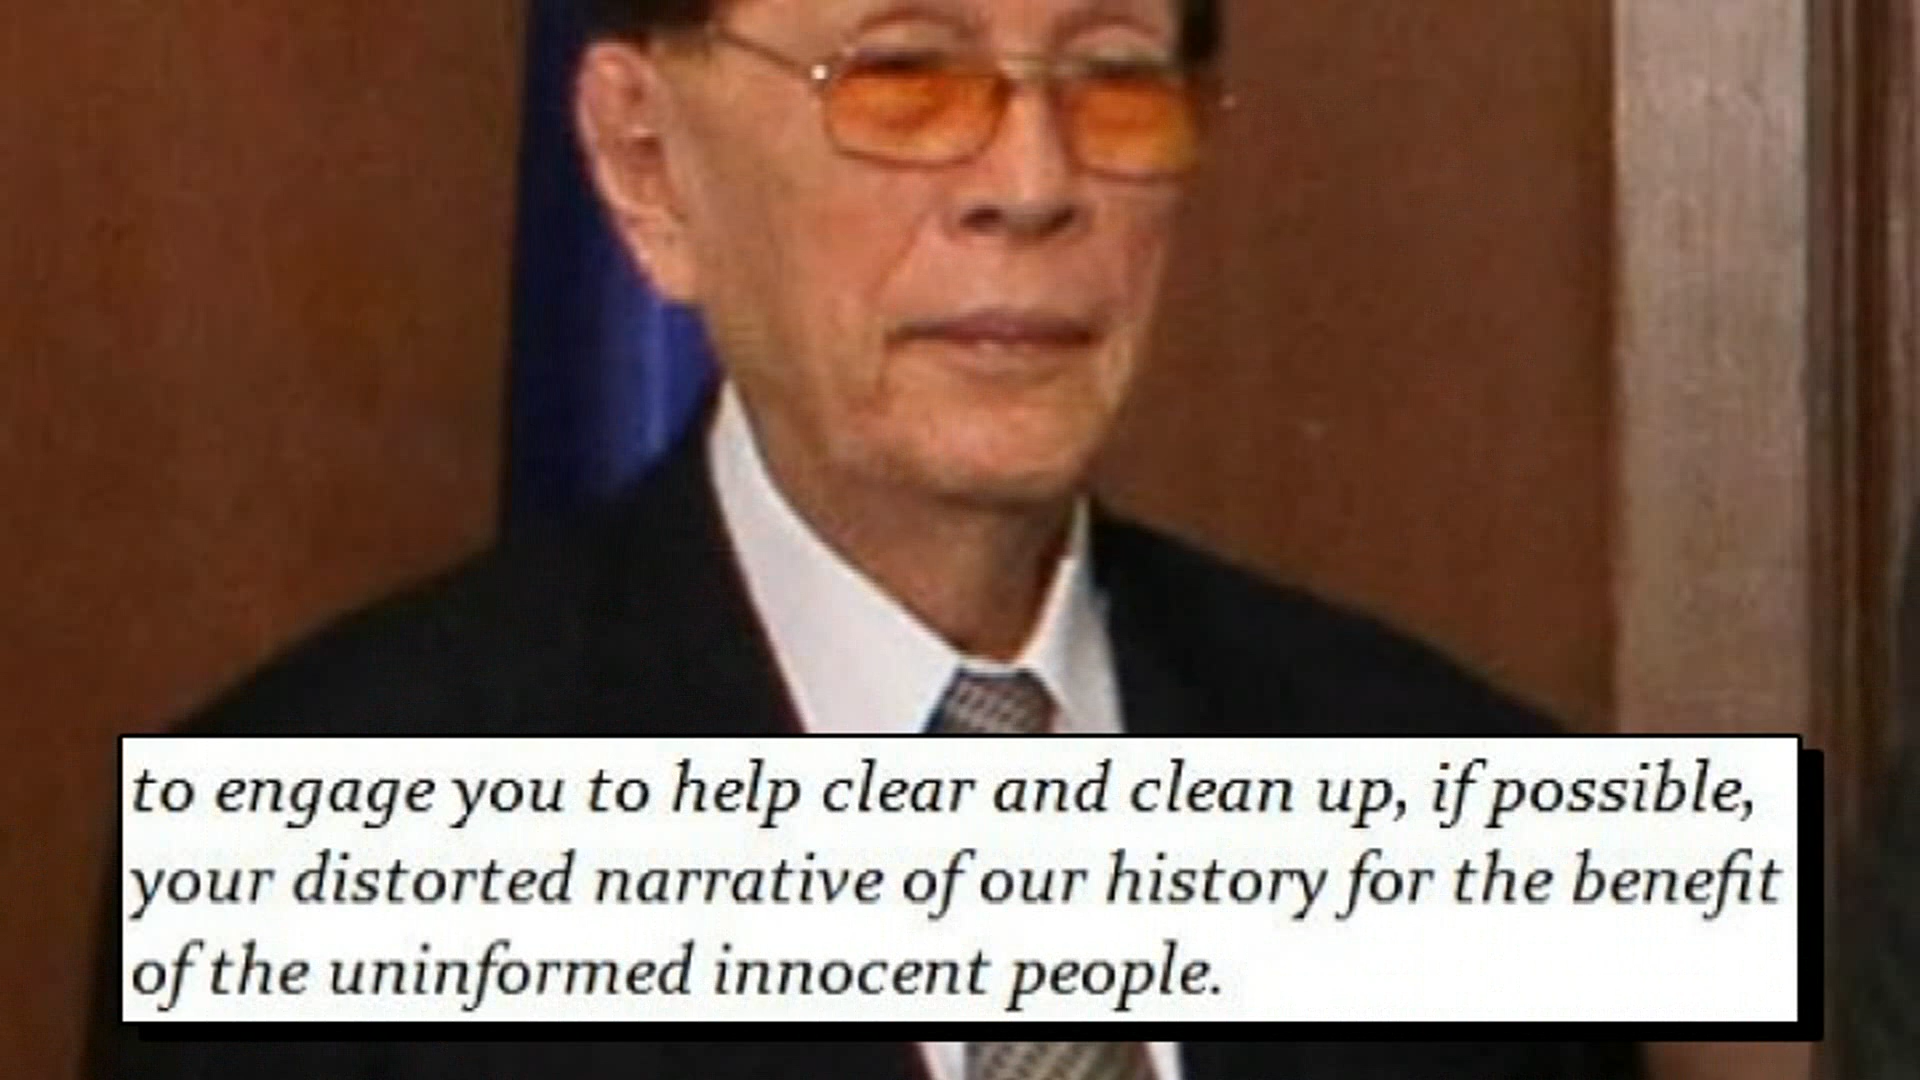 to engage you to help clear and clean up, if possible,
your distorted narrative of our history for the benefit
of the uninformed innocent people.